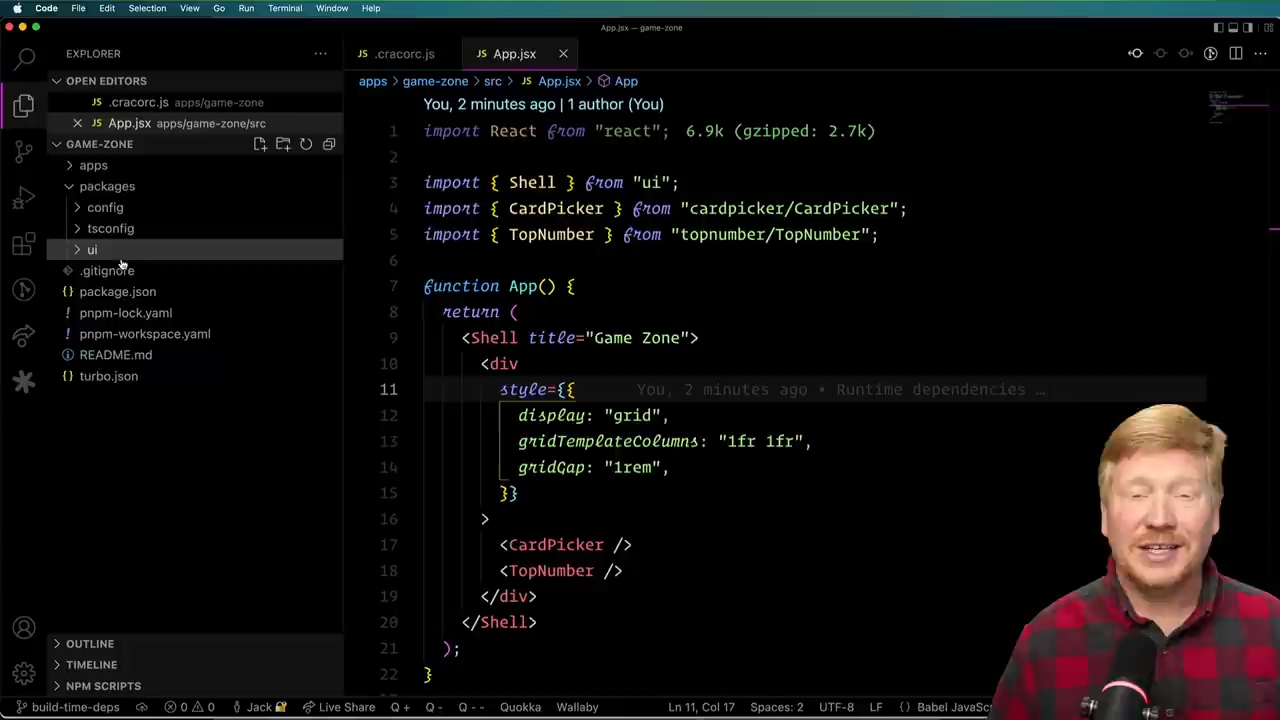 Code File Edit Selection View Go Run Terminal Window Help
App.jsx — game-zone
EXPLORER
OPEN EDITORS
.cracorc.js apps/game-zone
App.jsx apps/game-zone/src
GAME-ZONE
apps
packages
config
tsconfig
ui
.gitignore
package.json
pnpm-lock.yaml
pnpm-workspace.yaml
README.md
turbo.json
OUTLINE
TIMELINE
NPM SCRIPTS
JS .cracorc.js JS App.jsx
apps > game-zone > src > JS App.jsx > App
You, 2 minutes ago | 1 author (You)
1 import React from "react"; 6.9k (gzipped: 2.7k)
2
3 import { Shell } from "ui";
4 import { CardPicker } from "cardpicker/CardPicker";
5 import { TopNumber } from "topnumber/TopNumber";
6
7 function App() {
8 return (
9 <Shell title="Game Zone">
10 <div
11 style={{ You, 2 minutes ago • Runtime dependencies …
12 display: "grid",
13 gridTemplateColumns: "1fr 1fr",
14 gridGap: "1rem",
15 }}
16 >
17 <CardPicker />
18 <TopNumber />
19 </div>
20 </Shell>
21 );
22 }
build-time-deps 0 0 Jack Live Share Q + Q - Q - - Quokka Wallaby Ln 11, Col 17 Spaces: 2 UTF-8 LF {} Babel JavaSc